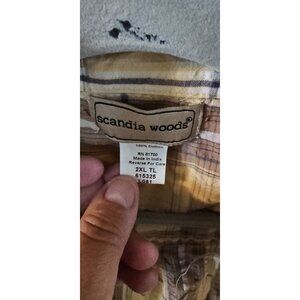 scandia woods®
100% Cotton
RN 81700
Made in India
Reverse For Care
2XL TL
615325